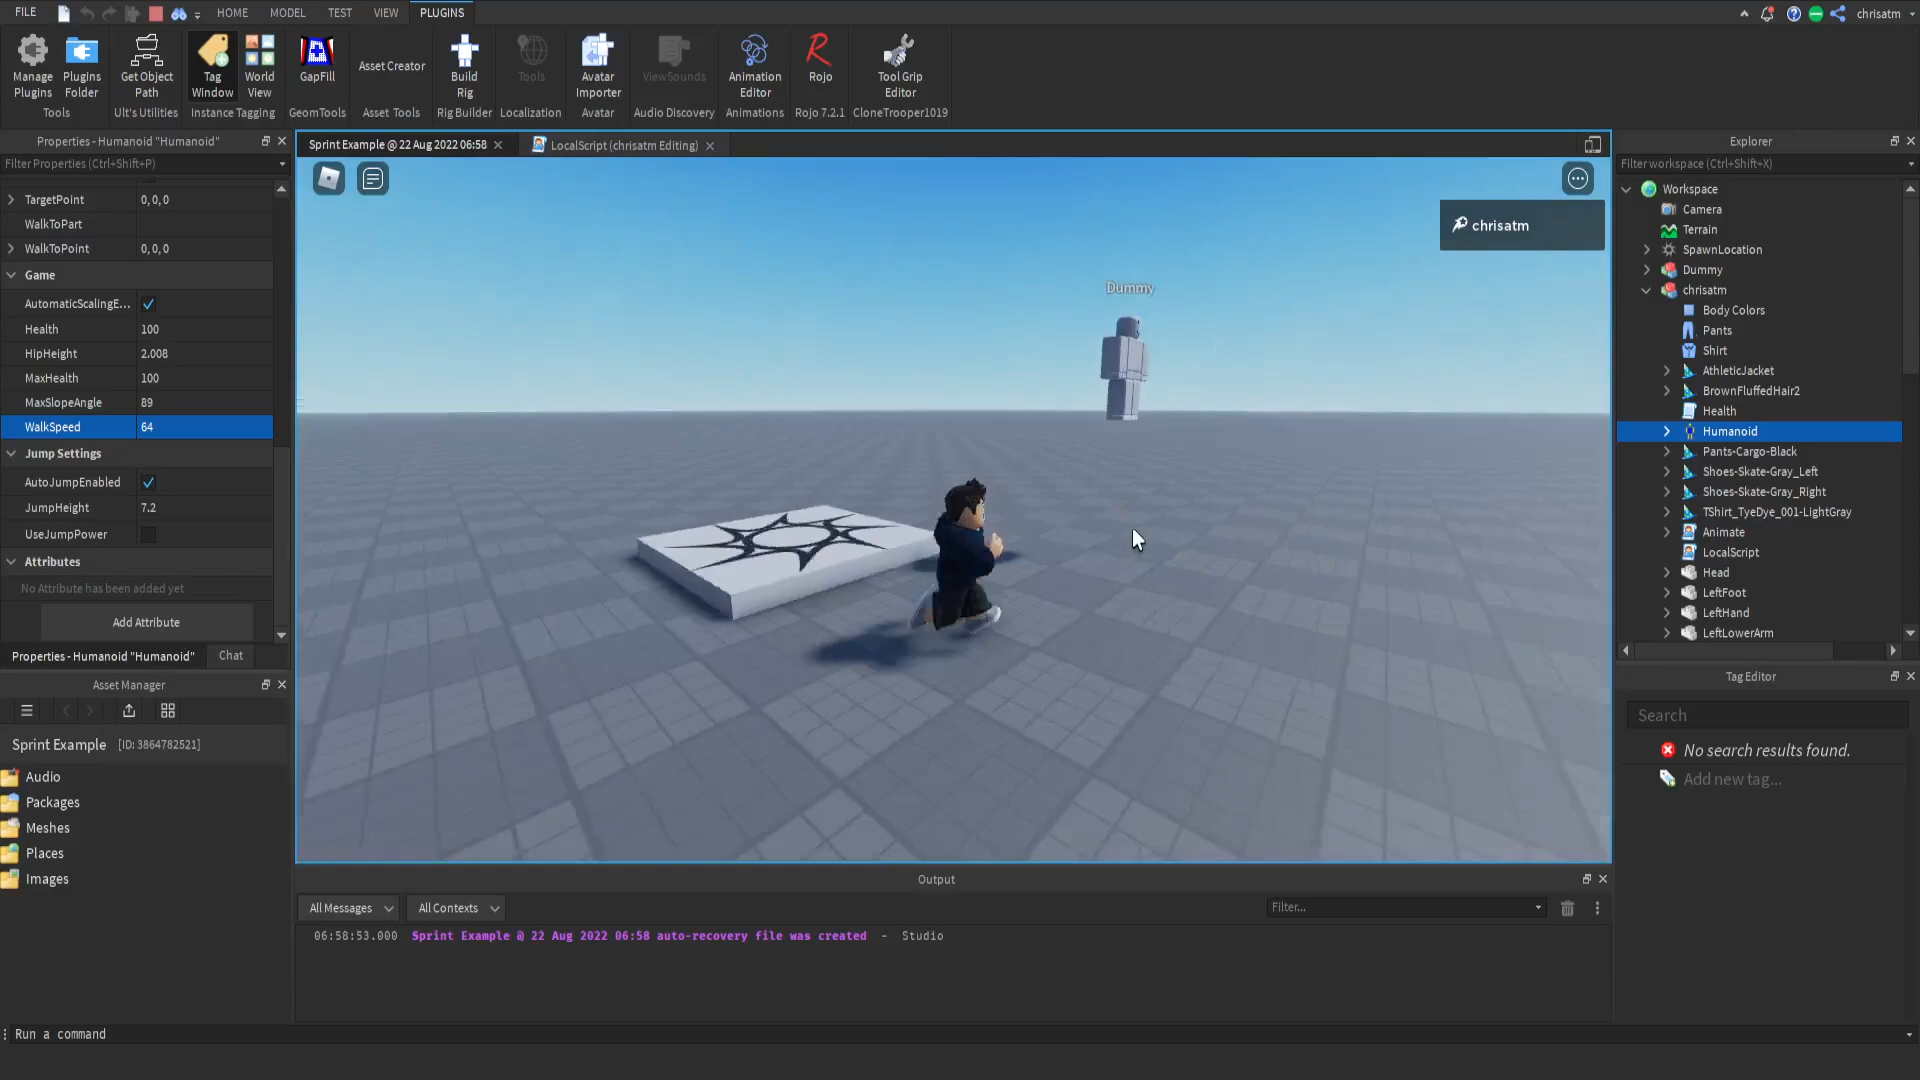 FILE
HOME
MODEL
TEST
VIEW
PLUGINS
chrisatm
Manage
Plugins
Plugins
Folder
Tools
Get Object
Path
Ult's Utilities
Tag
Window
World
View
Instance Tagging
GapFill
GeomTools
Asset Creator
Asset Tools
Build
Rig
Rig Builder
Tools
Localization
Avatar
Importer
Avatar
ViewSounds
Audio Discovery
Animation
Editor
Animations
Rojo
Rojo 7.2.1
Tool Grip
Editor
CloneTrooper1019
Properties - Humanoid "Humanoid"
Filter Properties (Ctrl+Shift+P)
TargetPoint 0, 0, 0
WalkToPart
WalkToPoint 0, 0, 0
Game
AutomaticScalingE...
Health 100
HipHeight 2.008
MaxHealth 100
MaxSlopeAngle 89
WalkSpeed 64
Jump Settings
AutoJumpEnabled
JumpHeight 7.2
UseJumpPower
Attributes
No Attribute has been added yet
Add Attribute
Properties - Humanoid "Humanoid" Chat
Asset Manager
Sprint Example [ID: 3864782521]
Audio
Packages
Meshes
Places
Images
Sprint Example @ 22 Aug 2022 06:58
LocalScript (chrisatm Editing)
chrisatm
Dummy
Output
All Messages
All Contexts
Filter...
06:58:53.000 Sprint Example @ 22 Aug 2022 06:58 auto-recovery file was created - Studio
Run a command
Explorer
Filter workspace (Ctrl+Shift+X)
Workspace
Camera
Terrain
SpawnLocation
Dummy
chrisatm
Body Colors
Pants
Shirt
AthleticJacket
BrownFluffedHair2
Health
Humanoid
Pants-Cargo-Black
Shoes-Skate-Gray_Left
Shoes-Skate-Gray_Right
TShirt_TyeDye_001-LightGray
Animate
LocalScript
Head
LeftFoot
LeftHand
LeftLowerArm
Tag Editor
Search
No search results found.
Add new tag...